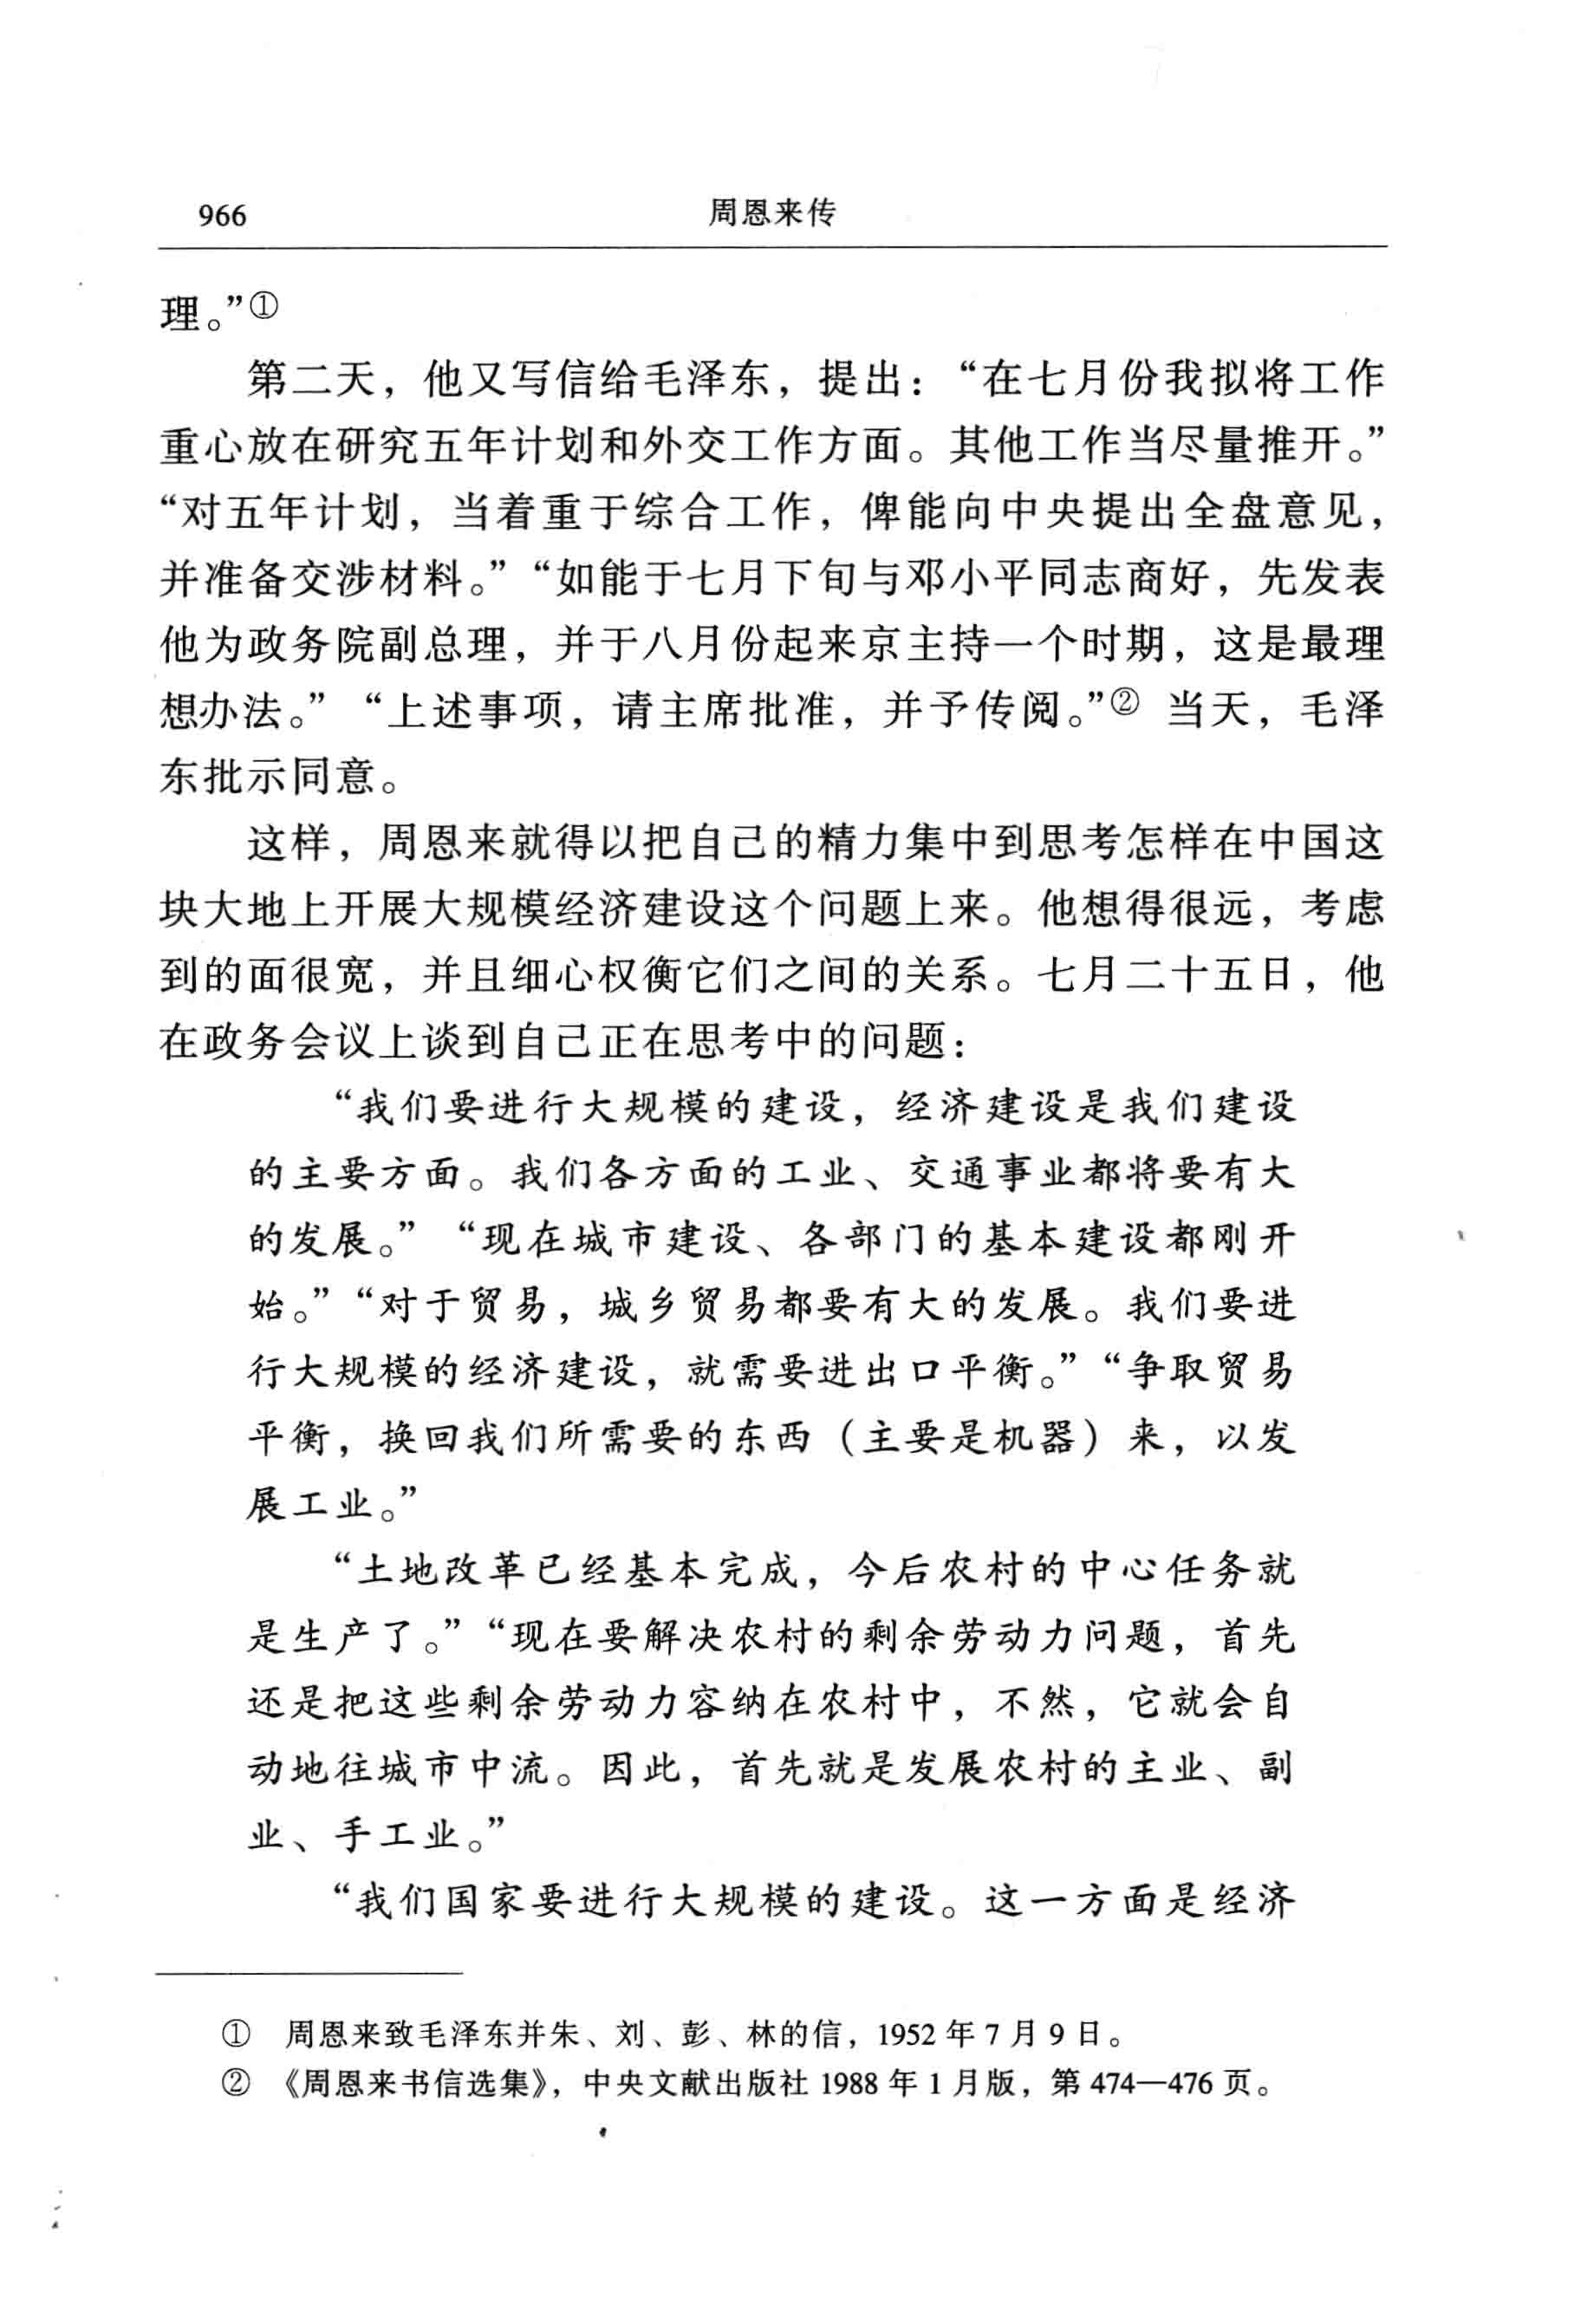 966
周恩来传
理。”①
第二天，他又写信给毛泽东，提出：“在七月份我拟将工作
重心放在研究五年计划和外交工作方面。其他工作当尽量推开。”
“对五年计划，当着重于综合工作，俾能向中央提出全盘意见，
并准备交涉材料。”“如能于七月下旬与邓小平同志商好，先发表
他为政务院副总理，并于八月份起来京主持一个时期，这是最理
想办法。”“上述事项，请主席批准，并予传阅。”② 当天，毛泽
东批示同意。
这样，周恩来就得以把自己的精力集中到思考怎样在中国这
块大地上开展大规模经济建设这个问题上来。他想得很远，考虑
到的面很宽，并且细心权衡它们之间的关系。七月二十五日，他
在政务会议上谈到自己正在思考中的问题：
“我们要进行大规模的建设，经济建设是我们建设
的主要方面。我们各方面的工业、交通事业都将要有大
的发展。”“现在城市建设、各部门的基本建设都刚开
始。”“对于贸易，城乡贸易都要有大的发展。我们要进
行大规模的经济建设，就需要进出口平衡。”“争取贸易
平衡，换回我们所需要的东西（主要是机器）来，以发
展工业。”
“土地改革已经基本完成，今后农村的中心任务就
是生产了。”“现在要解决农村的剩余劳动力问题，首先
还是把这些剩余劳动力容纳在农村中，不然，它就会自
动地往城市中流。因此，首先就是发展农村的主业、副
业、手工业。”
“我们国家要进行大规模的建设。这一方面是经济
① 周恩来致毛泽东并朱、刘、彭、林的信，1952 年 7 月 9 日。
② 《周恩来书信选集》，中央文献出版社 1988 年 1 月版，第 474—476 页。